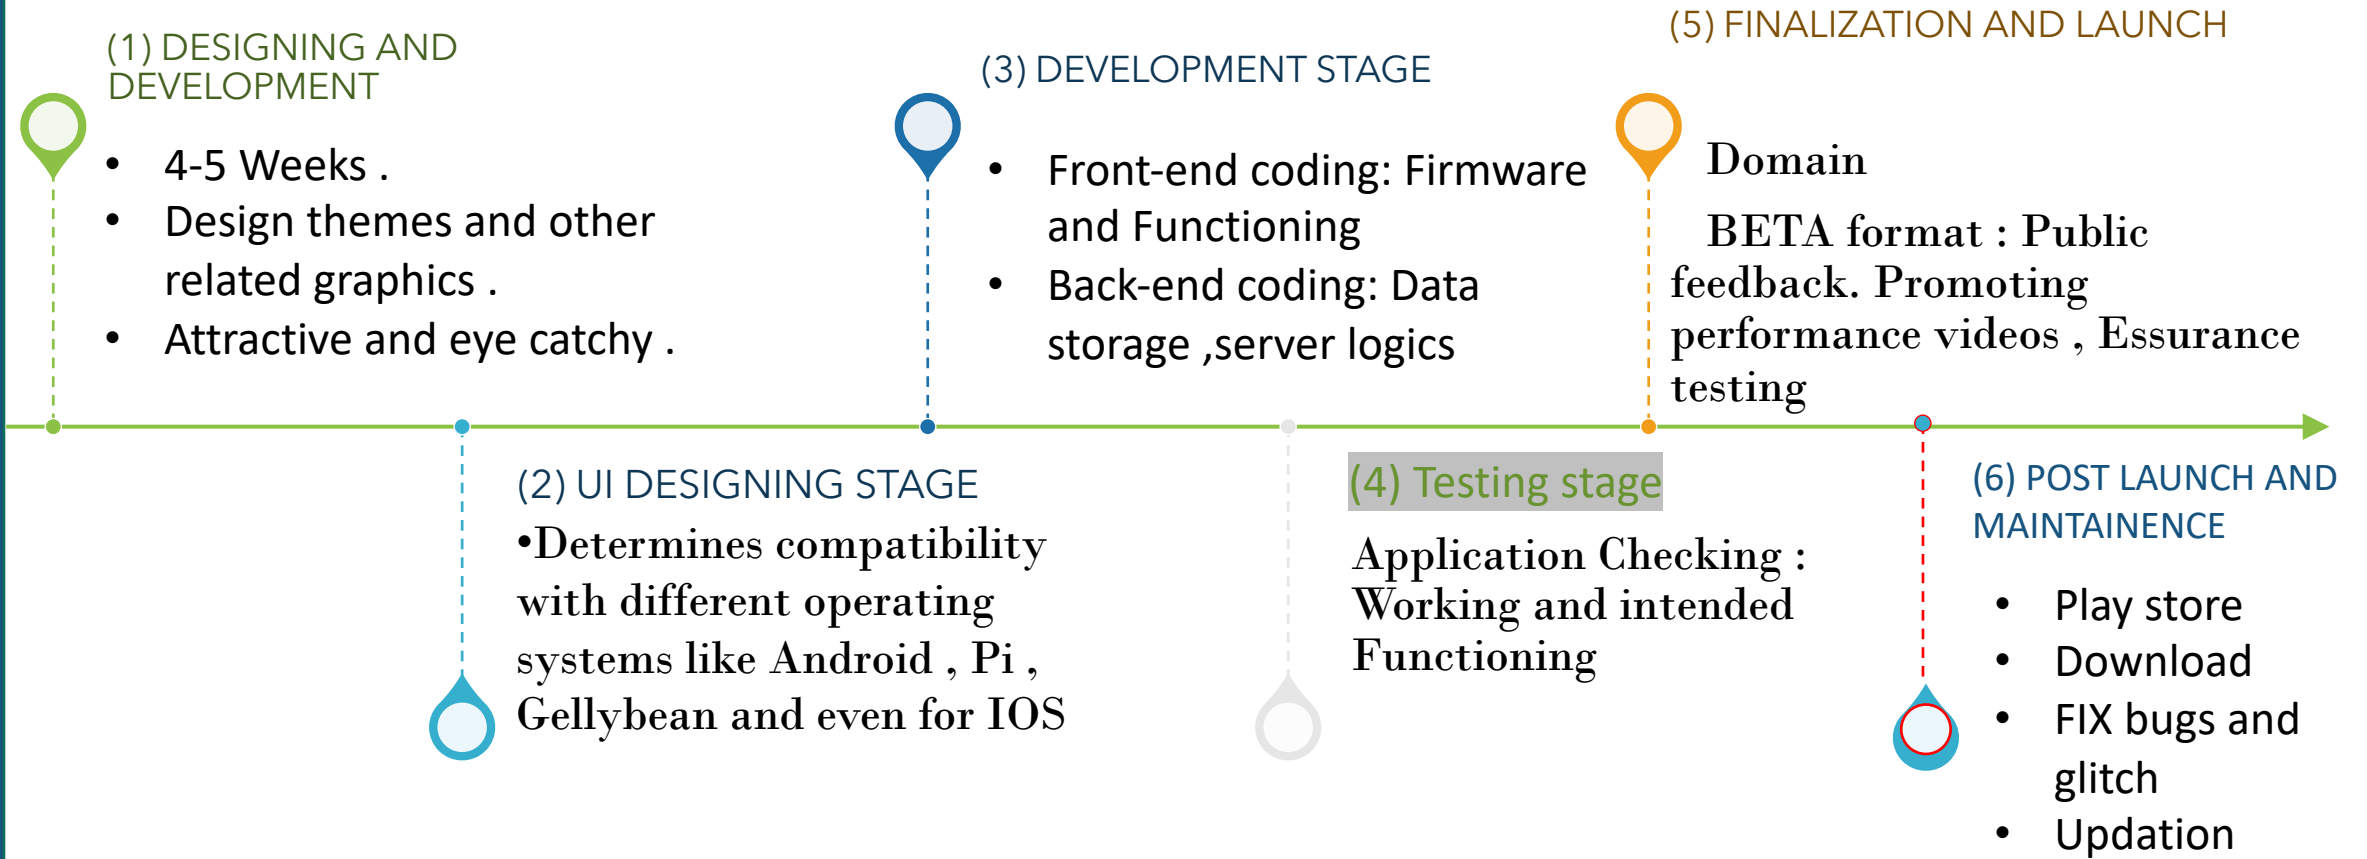 (1) DESIGNING AND
DEVELOPMENT
• 4-5 Weeks .
• Design themes and other
related graphics .
• Attractive and eye catchy .
(2) UI DESIGNING STAGE
•Determines compatibility
with different operating
systems like Android , Pi ,
Gellybean and even for IOS
(3) DEVELOPMENT STAGE
• Front-end coding: Firmware
and Functioning
• Back-end coding: Data
storage ,server logics
(4) Testing stage
Application Checking :
Working and intended
Functioning
(5) FINALIZATION AND LAUNCH
Domain
BETA format : Public
feedback. Promoting
performance videos , Essurance
testing
(6) POST LAUNCH AND
MAINTAINENCE
• Play store
• Download
• FIX bugs and
glitch
• Updation